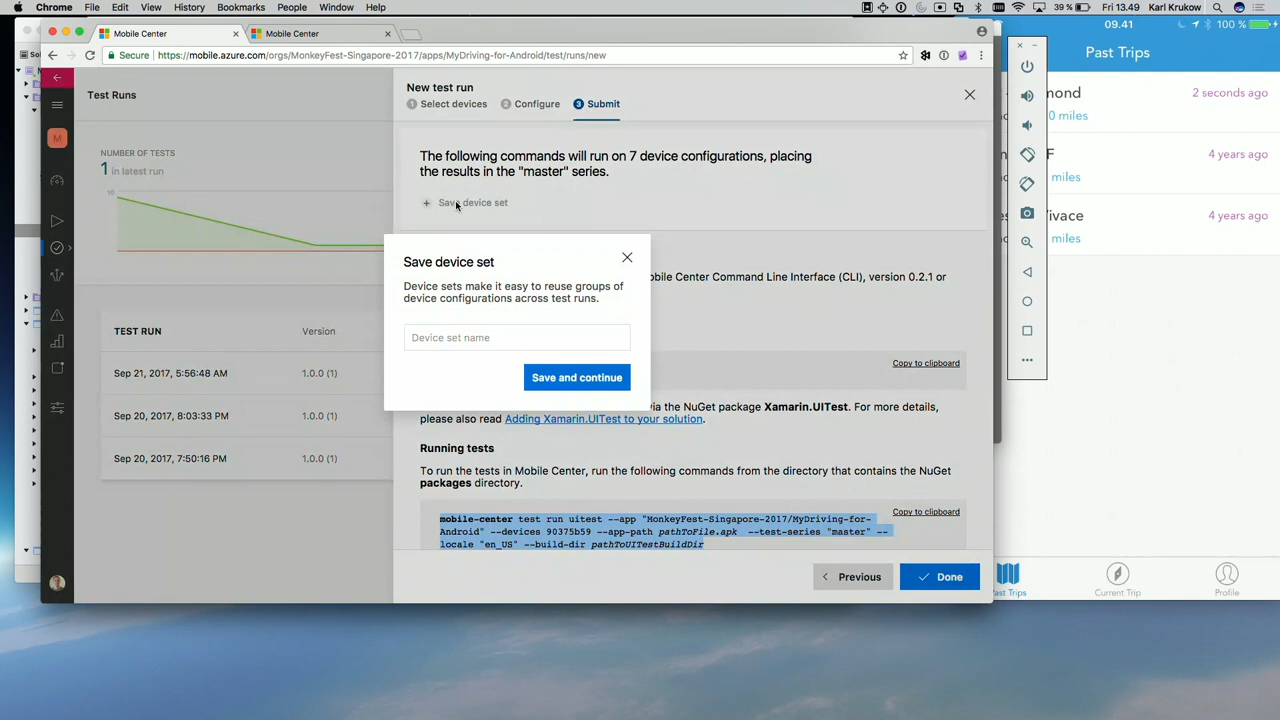 Chrome File Edit View History Bookmarks People Window Help
39 % Fri 13.49 Karl Krukow
Mobile Center
Mobile Center
Secure https://mobile.azure.com/orgs/MonkeyFest-Singapore-2017/apps/MyDriving-for-Android/test/runs/new
M
Test Runs
NUMBER OF TESTS
1 in latest run
10
TEST RUN Version
Sep 21, 2017, 5:56:48 AM 1.0.0 (1)
Sep 20, 2017, 8:03:33 PM 1.0.0 (1)
Sep 20, 2017, 7:50:16 PM 1.0.0 (1)
New test run
1 Select devices 2 Configure 3 Submit
The following commands will run on 7 device configurations, placing
the results in the "master" series.
+ Save device set
Save device set
Device sets make it easy to reuse groups of
device configurations across test runs.
Device set name
Save and continue
obile Center Command Line Interface (CLI), version 0.2.1 or
Copy to clipboard
via the NuGet package Xamarin.UITest. For more details,
please also read Adding Xamarin.UITest to your solution.
Running tests
To run the tests in Mobile Center, run the following commands from the directory that contains the NuGet
packages directory.
Copy to clipboard
mobile-center test run uitest --app "MonkeyFest-Singapore-2017/MyDriving-for-
Android" --devices 90375b59 --app-path pathToFile.apk --test-series "master" --
locale "en_US" --build-dir pathToUITestBuildDir
Previous
Done
09.41
100 %
Past Trips
mond 2 seconds ago
0 miles
F 4 years ago
miles
ivace 4 years ago
miles
ast Trips Current Trip Profile